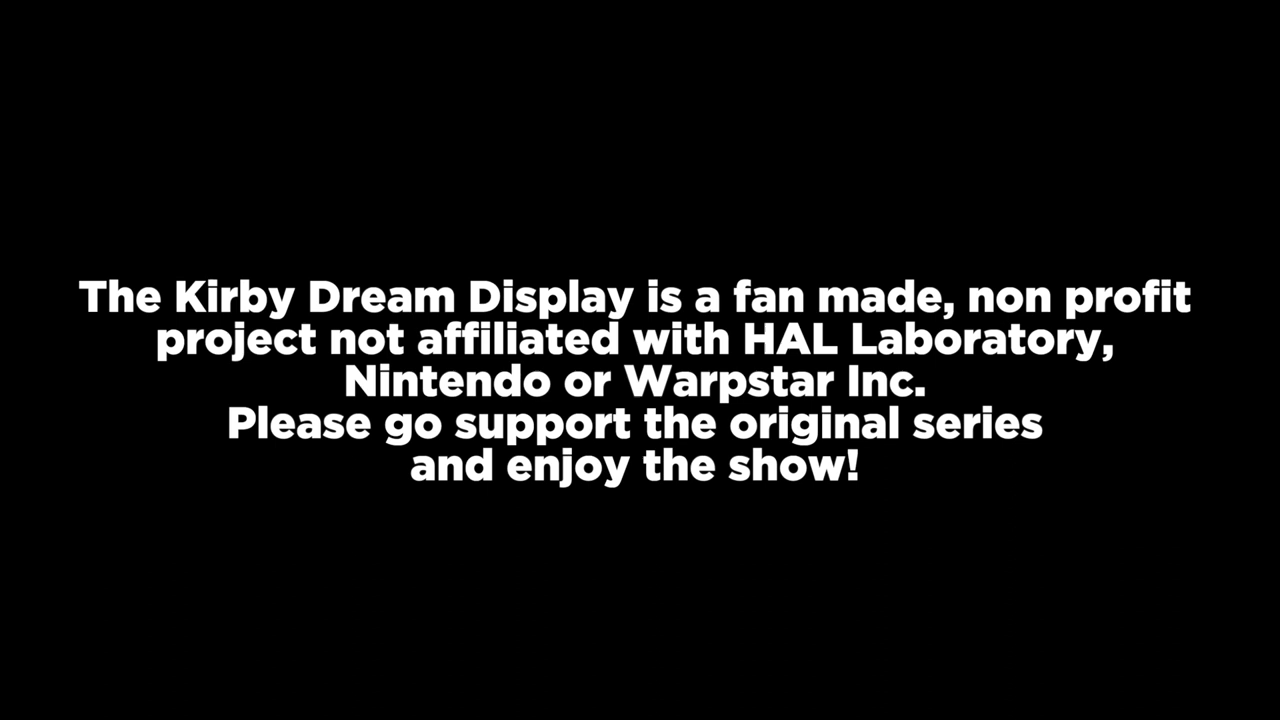 The Kirby Dream Display is a fan made, non profit
project not affiliated with HAL Laboratory,
Nintendo or Warpstar Inc.
Please go support the original series
and enjoy the show!